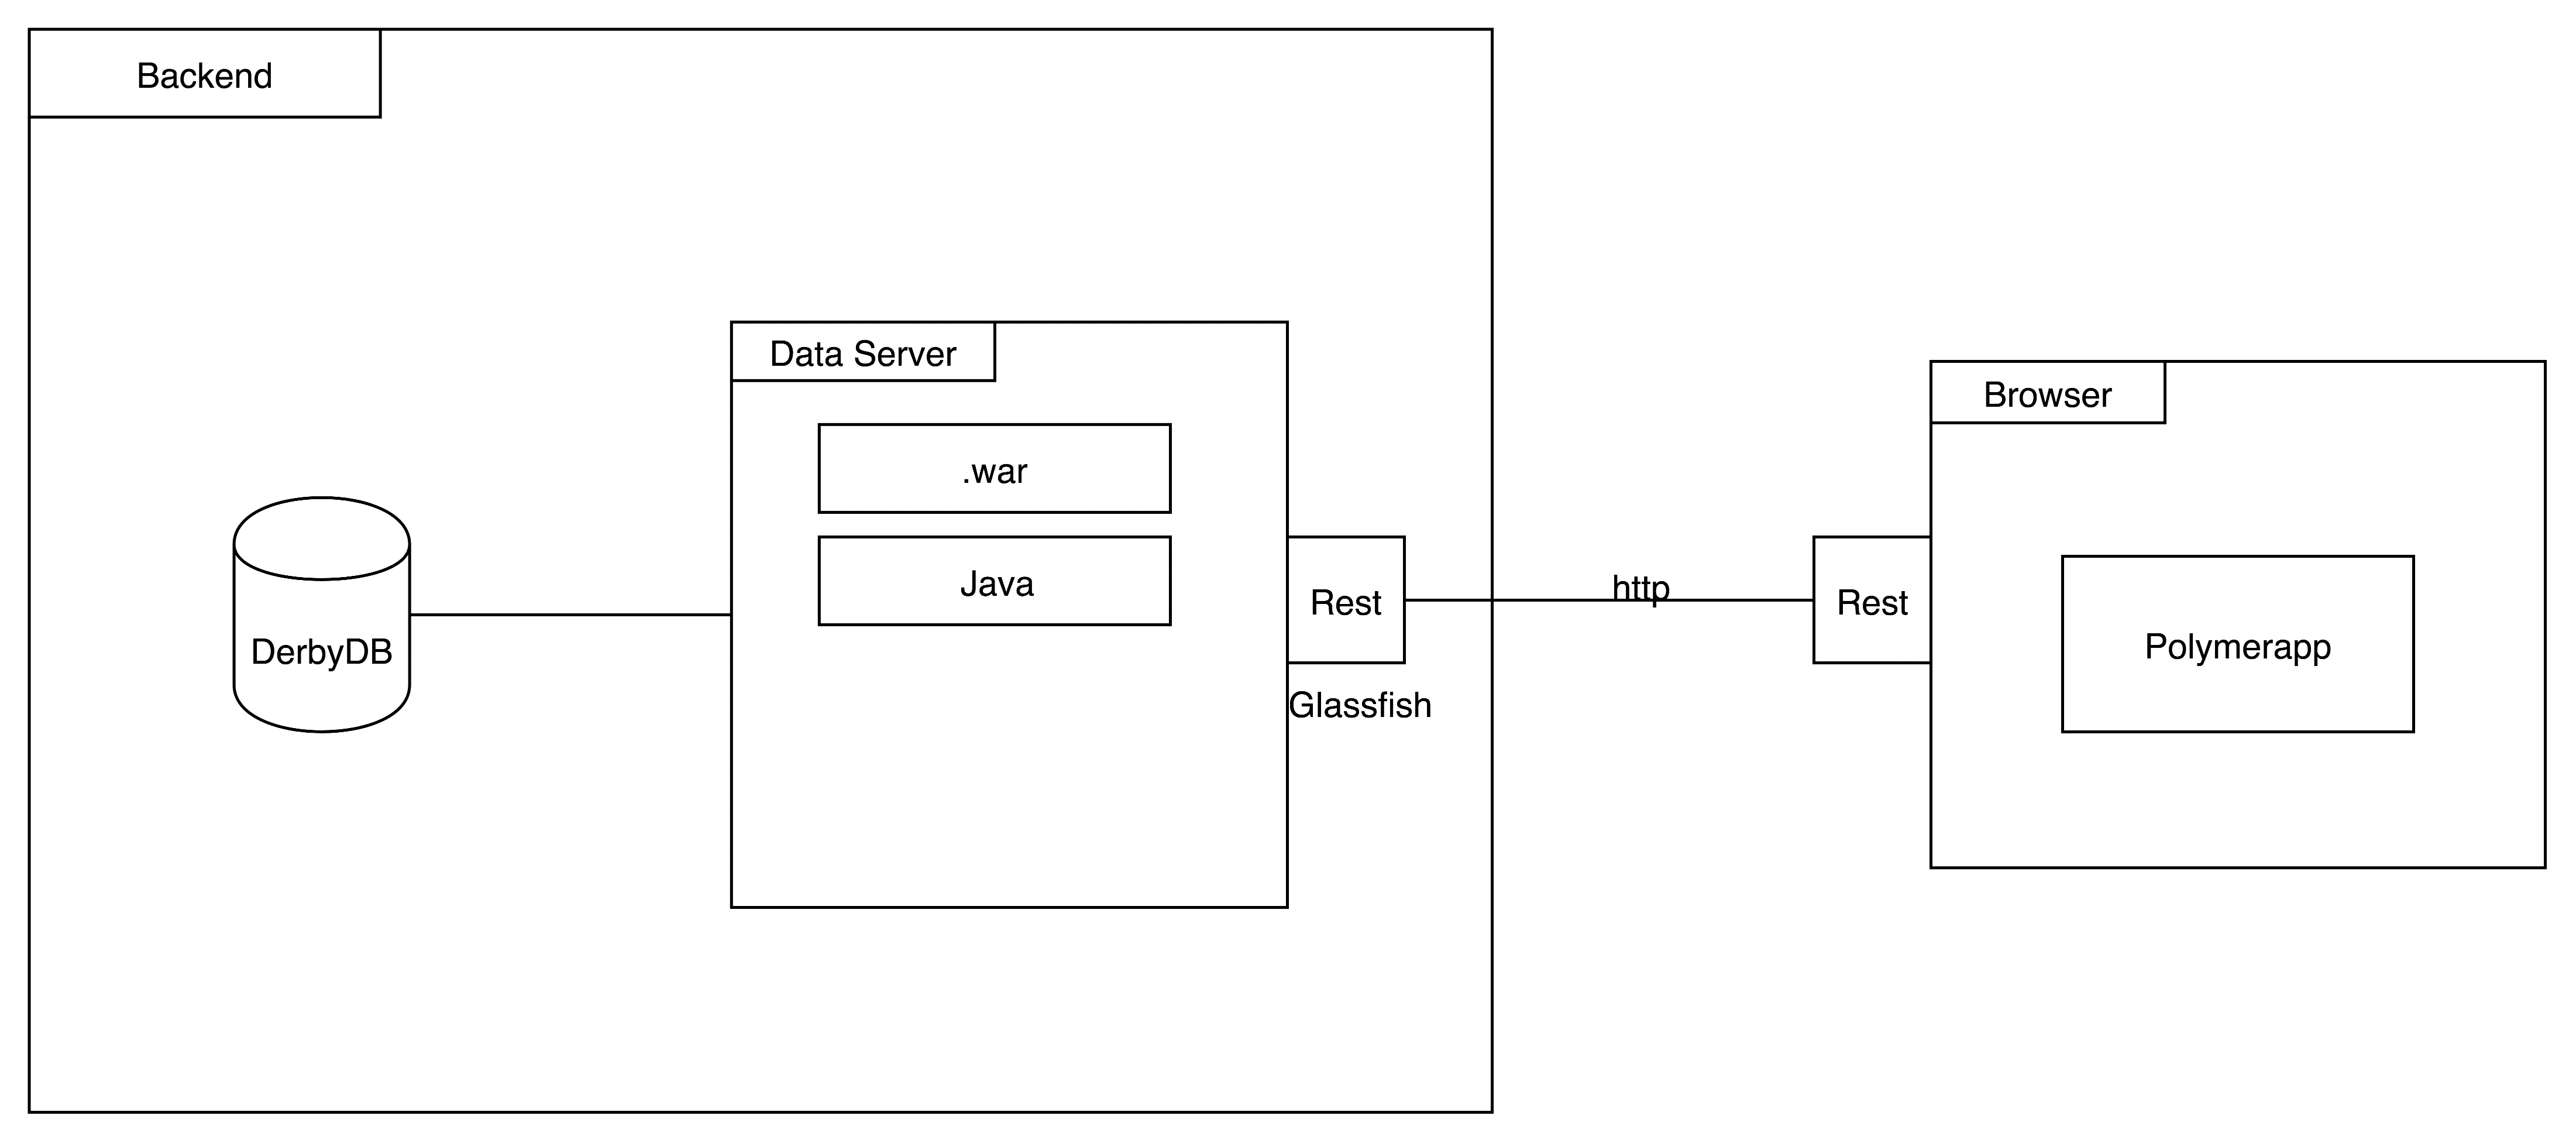 Backend
Data Server
.war
Java
DerbyDB
Rest
Glassfish
http
Rest
Browser
Polymerapp